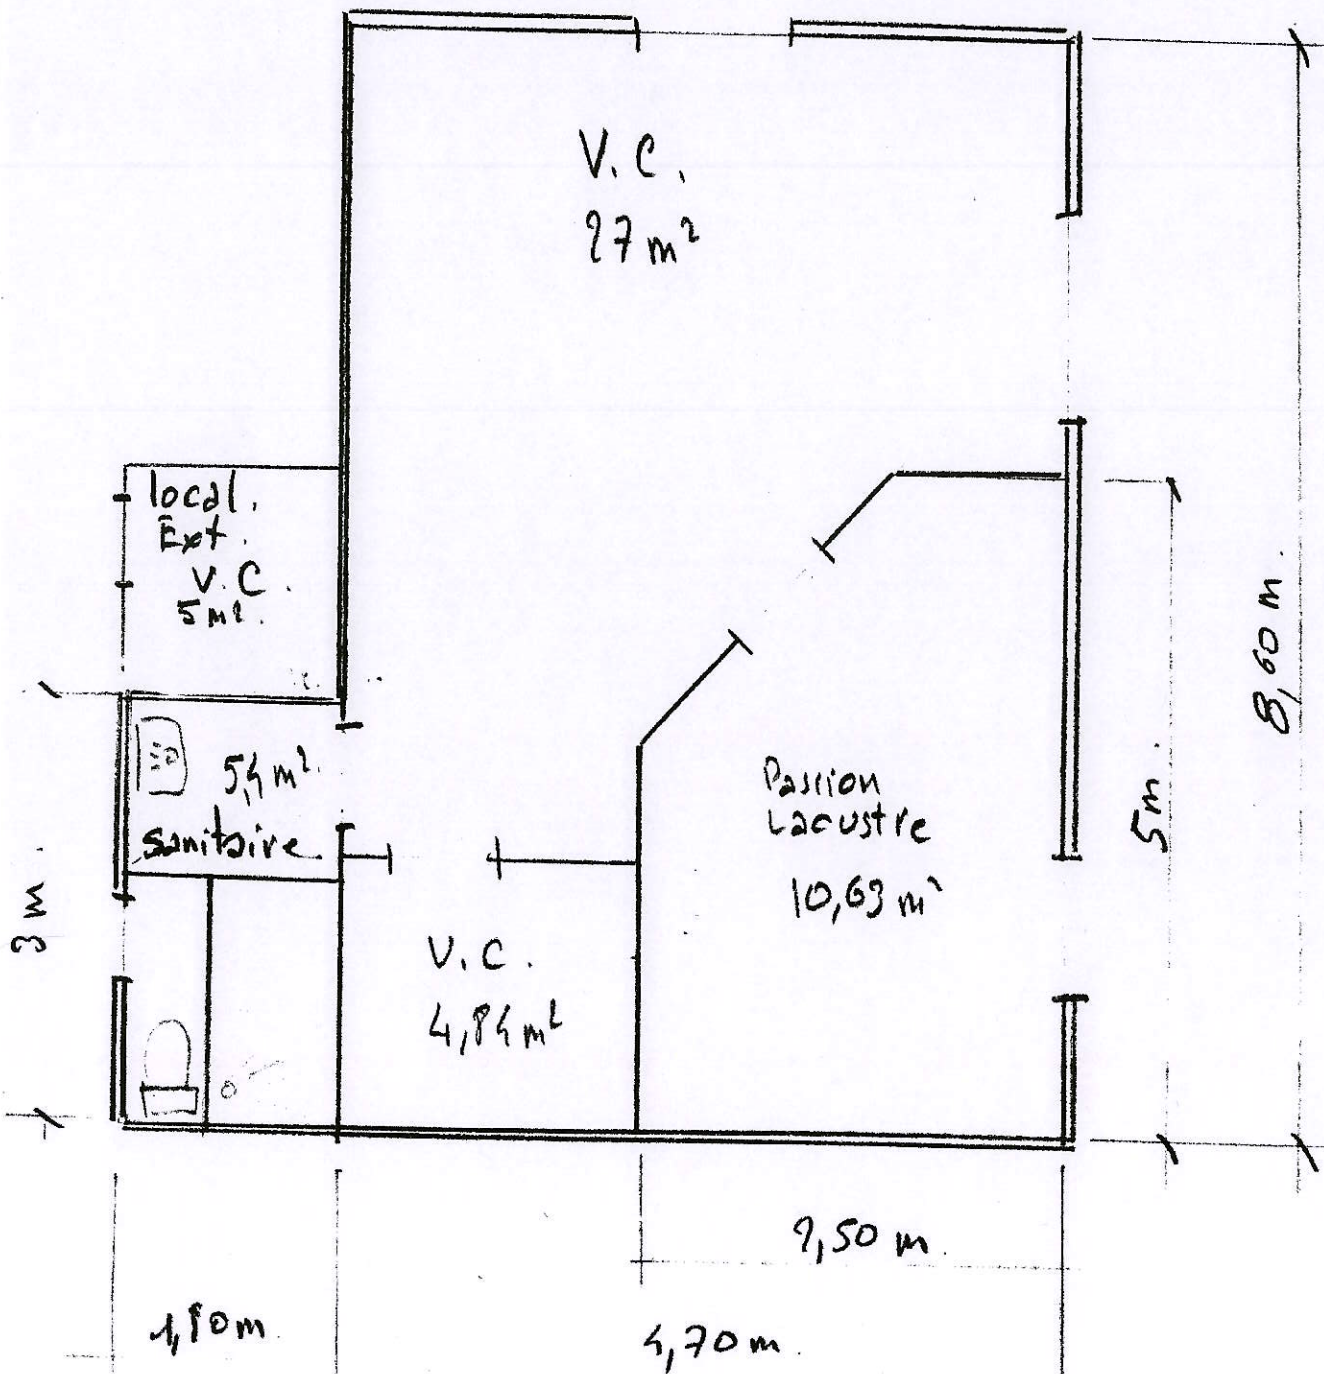 V.C.
27 m²
local.
Ext.
V.C.
5 m².
5,4 m².
sanitaire
Passion
Lacustre
10,63 m²
V.C.
4,84 m²
3 m.
5 m.
8,60 m.
2,50 m.
1,80 m.
4,70 m.